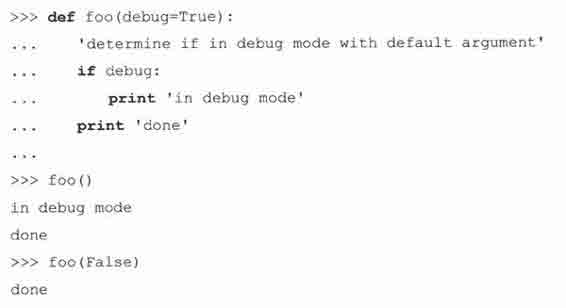 >>> def foo(debug=True):
...     'determine if in debug mode with default argument'
...     if debug:
...         print 'in debug mode'
...     print 'done'
...
>>> foo()
in debug mode
done
>>> foo(False)
done